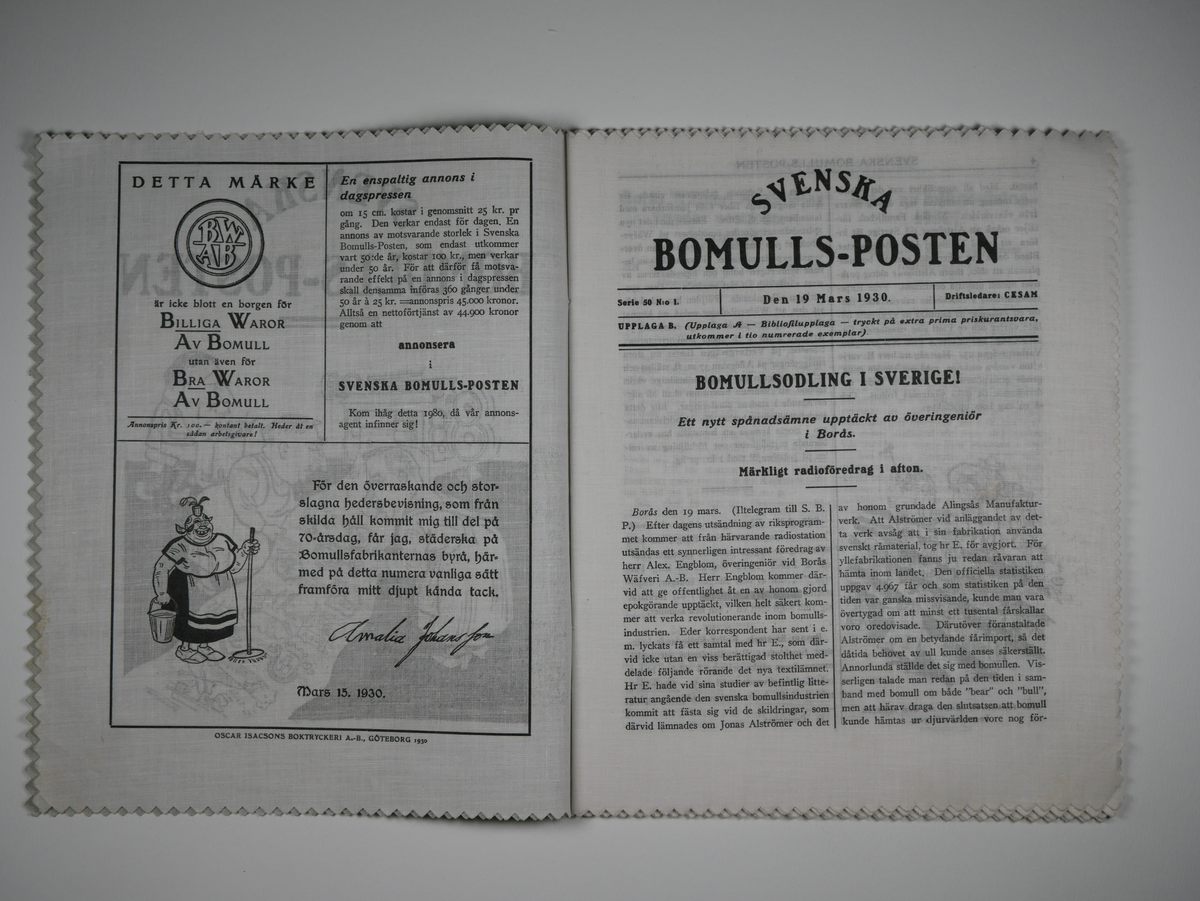 DETTA MÄRKE
BW
AB
är icke blott en borgen för
BILLIGA WAROR
AV BOMULL
utan även för
BRA WAROR
AV BOMULL
Annonspris Kr. 100.— kontant betalt. Heder åt en
sådan arbetsgivare!
En enspaltig annons i
dagspressen
om 15 cm. kostar i genomsnitt 25 kr. pr
gång. Den verkar endast för dagen. En
annons av motsvarande storlek i Svenska
Bomulls-Posten, som endast utkommer
vart 50:de år, kostar 100 kr., men verkar
under 50 år. För att därför få motsva-
rande effekt på en annons i dagspressen
skall densamma införas 360 gånger under
50 år à 25 kr. =annonspris 45.000 kronor.
Alltså en nettoförtjänst av 44.900 kronor
genom att
annonsera
i
SVENSKA BOMULLS-POSTEN
Kom ihåg detta 1980, då vår annons-
agent infinner sig!
För den överraskande och stor-
slagna hedersbevisning, som från
skilda håll kommit mig till del på
70-årsdag, får jag, städerska på
Bomullsfabrikanternas byrå, här-
med på detta numera vanliga sätt
framföra mitt djupt kända tack.
Amalia Johansson
Mars 15. 1930.
OSCAR ISACSONS BOKTRYCKERI A.-B., GÖTEBORG 1930
SVENSKA
BOMULLS-POSTEN
Serie 50 N:o 1.
Den 19 Mars 1930.
Driftsledare: CESAM
UPPLAGA B. (Upplaga A — Bibliofilupplaga — tryckt på extra prima priskurantsvara,
utkommer i tio numrerade exemplar)
BOMULLSODLING I SVERIGE!
Ett nytt spånadsämne upptäckt av överingeniör
i Borås.
Märkligt radioföredrag i afton.
Borås den 19 mars. (Iltelegram till S. B.
P.) Efter dagens utsändning av riksprogram-
met kommer att från härvarande radiostation
utsändas ett synnerligen intressant föredrag av
herr Alex. Engblom, överingeniör vid Borås
Wäfveri A.-B. Herr Engblom kommer där-
vid att ge offentlighet åt en av honom gjord
epokgörande upptäckt, vilken helt säkert kom-
mer att verka revolutionerande inom bomulls-
industrien. Eder korrespondent har sent i e.
m. lyckats få ett samtal med hr E., som där-
vid icke utan en viss berättigad stolthet med-
delade följande rörande det nya textilämnet.
Hr E. hade vid sina studier av befintlig litte-
ratur angående den svenska bomullsindustrien
kommit att fästa sig vid de skildringar, som
därvid lämnades om Jonas Alströmer och det
av honom grundade Alingsås Manufaktur-
verk. Att Alströmer vid anläggandet av det-
ta verk avsåg att i sin fabrikation använda
svenskt råmaterial, tog hr E. för avgjort. För
yllefabrikationen fanns ju redan råvaran att
hämta inom landet. Den officiella statistiken
uppgav 4.967 får och som statistiken på den
tiden var ganska missvisande, kunde man vara
övertygad om att minst ett tusental fårskallar
voro oredovisade. Därutöver föranstaltade
Alströmer om en betydande fårimport, så det
dåtida behovet av ull kunde anses säkerställt.
Annorlunda ställde det sig med bomullen. Vis-
serligen talade man redan på den tiden i sam-
band med bomull om både "bear" och "bull",
men att härav draga den slutsatsen att bomull
kunde hämtas ur djurvärlden vore nog för-